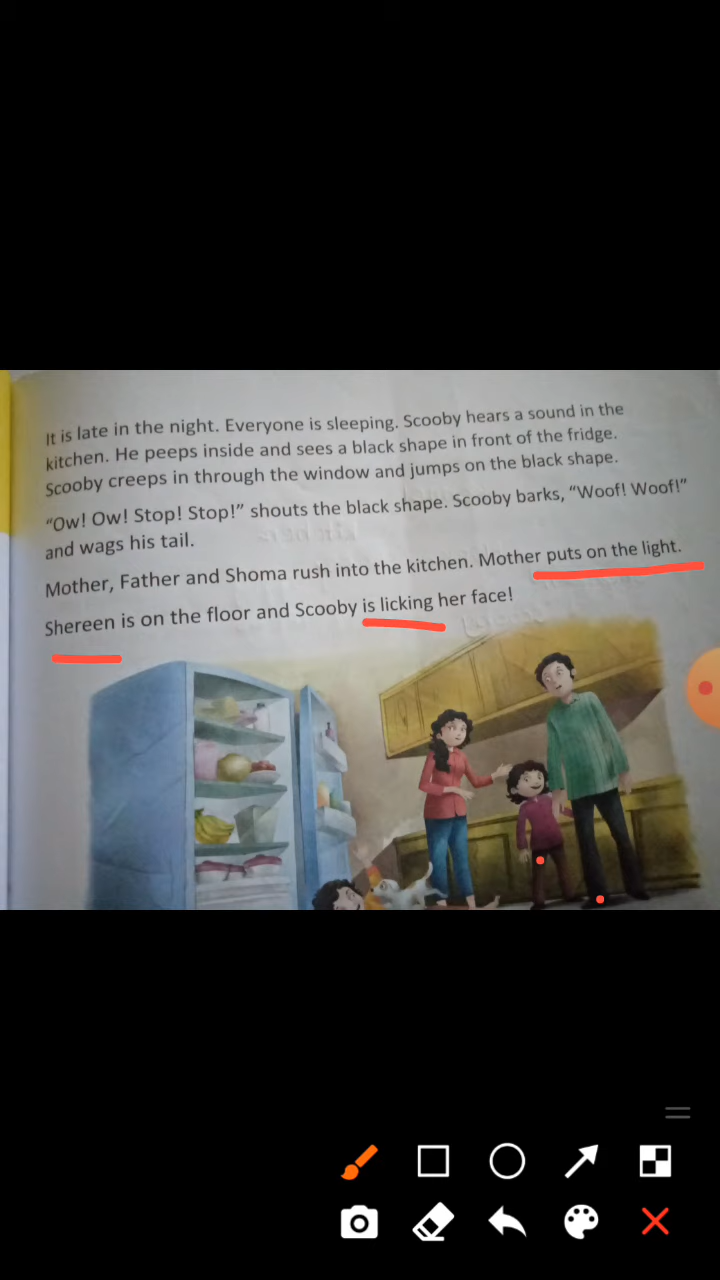 It is late in the night. Everyone is sleeping. Scooby hears a sound in the
kitchen. He peeps inside and sees a black shape in front of the fridge.
Scooby creeps in through the window and jumps on the black shape.
“Ow! Ow! Stop! Stop!” shouts the black shape. Scooby barks, “Woof! Woof!”
and wags his tail.
Mother, Father and Shoma rush into the kitchen. Mother puts on the light.
Shereen is on the floor and Scooby is licking her face!